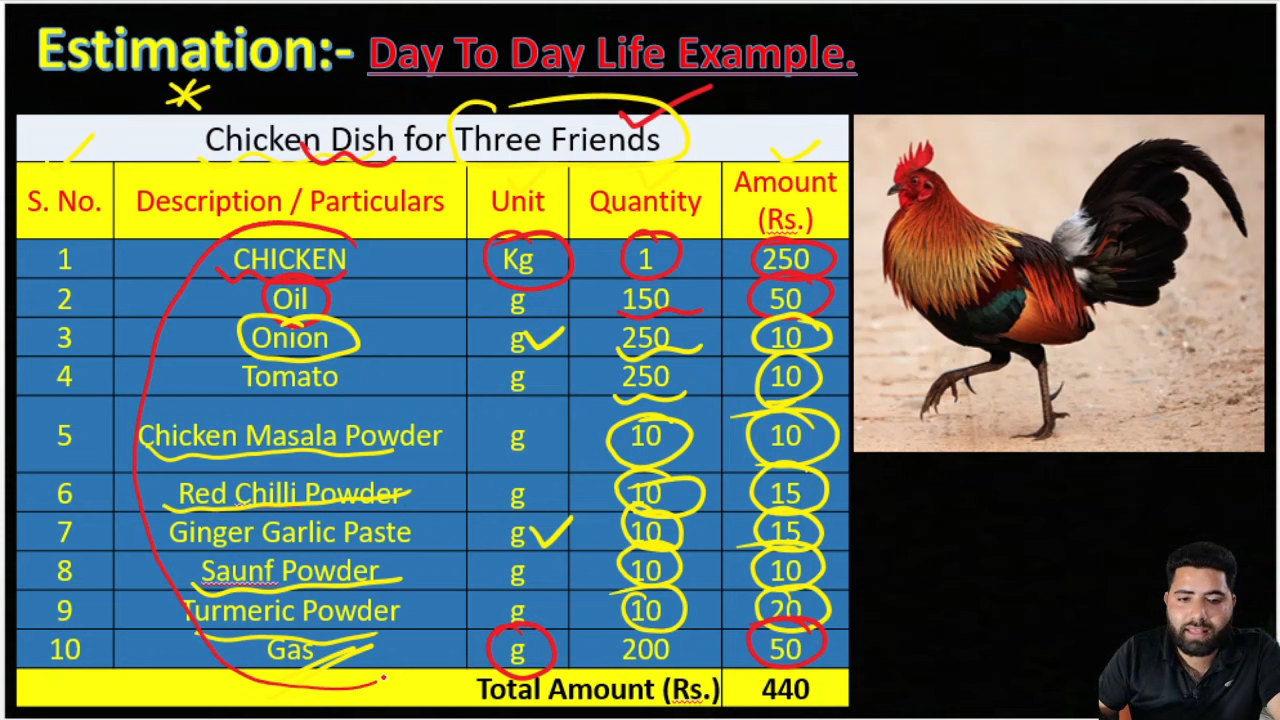 Estimation:- Day To Day Life Example.
Chicken Dish for Three Friends
S. No. Description / Particulars Unit Quantity Amount (Rs.)
1 CHICKEN Kg 1 250
2 Oil g 150 50
3 Onion g 250 10
4 Tomato g 250 10
5 Chicken Masala Powder g 10 10
6 Red Chilli Powder g 10 15
7 Ginger Garlic Paste g 10 15
8 Saunf Powder g 10 10
9 Turmeric Powder g 10 20
10 Gas g 200 50
Total Amount (Rs.) 440